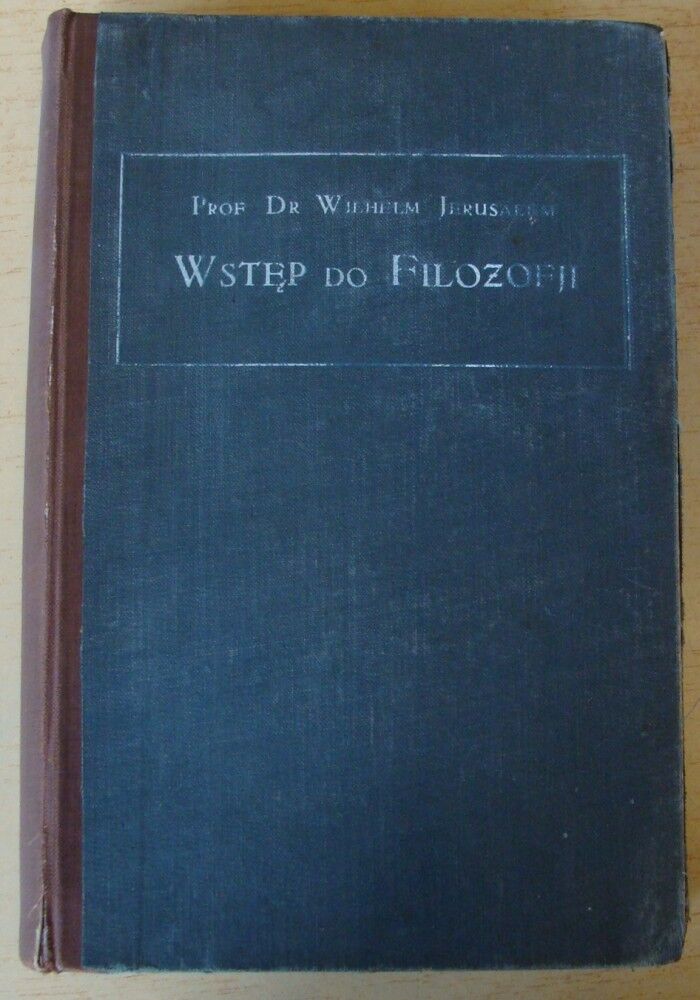 Prof Dr Wilhelm Jerusalem
Wstęp do Filozofji